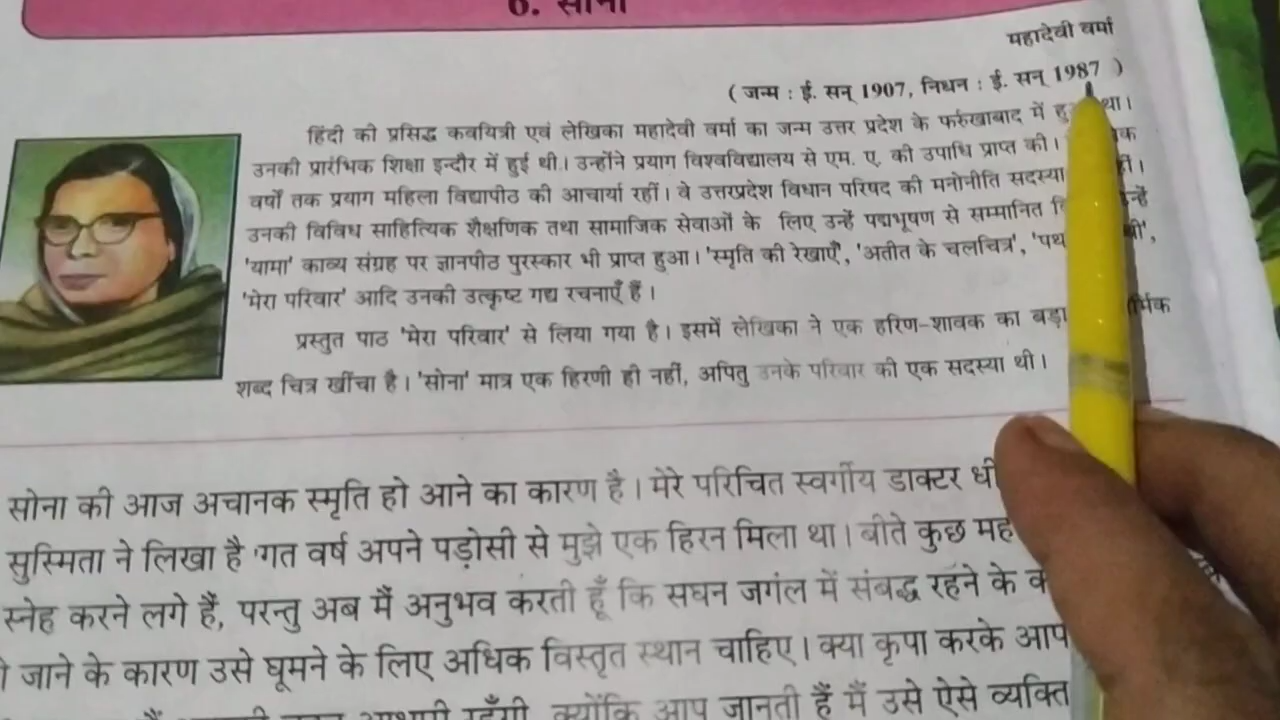 6. सोना
महादेवी वर्मा
( जन्म : ई. सन् 1907, निधन : ई. सन् 1987 )
हिंदी की प्रसिद्ध कवयित्री एवं लेखिका महादेवी वर्मा का जन्म उत्तर प्रदेश के फर्रुखाबाद में था।
उनकी प्रारंभिक शिक्षा इन्दौर में हुई थी। उन्होंने प्रयाग विश्वविद्यालय से एम. ए. की उपाधि प्राप्त की।
वर्षों तक प्रयाग महिला विद्यापीठ की आचार्या रहीं। वे उत्तरप्रदेश विधान परिषद की मनोनीति सदस्या
उनकी विविध साहित्यिक शैक्षणिक तथा सामाजिक सेवाओं के लिए उन्हें पद्मभूषण से सम्मानित
'यामा' काव्य संग्रह पर ज्ञानपीठ पुरस्कार भी प्राप्त हुआ। 'स्मृति की रेखाएँ', 'अतीत के चलचित्र',
'मेरा परिवार' आदि उनकी उत्कृष्ट गद्य रचनाएँ हैं।
प्रस्तुत पाठ 'मेरा परिवार' से लिया गया है। इसमें लेखिका ने एक हरिण-शावक का बड़ा
शब्द चित्र खींचा है। 'सोना' मात्र एक हिरणी ही नहीं, अपितु उनके परिवार की एक सदस्या थी।
सोना की आज अचानक स्मृति हो आने का कारण है। मेरे परिचित स्वर्गीय डाक्टर
सुस्मिता ने लिखा है 'गत वर्ष अपने पड़ोसी से मुझे एक हिरन मिला था। बीते कुछ
स्नेह करने लगे हैं, परन्तु अब मैं अनुभव करती हूँ कि सघन जगंल में संबद्ध रहने के
जाने के कारण उसे घूमने के लिए अधिक विस्तृत स्थान चाहिए। क्या कृपा करके आप
क्योंकि आप जानती हैं मैं उसे ऐसे व्यक्ति